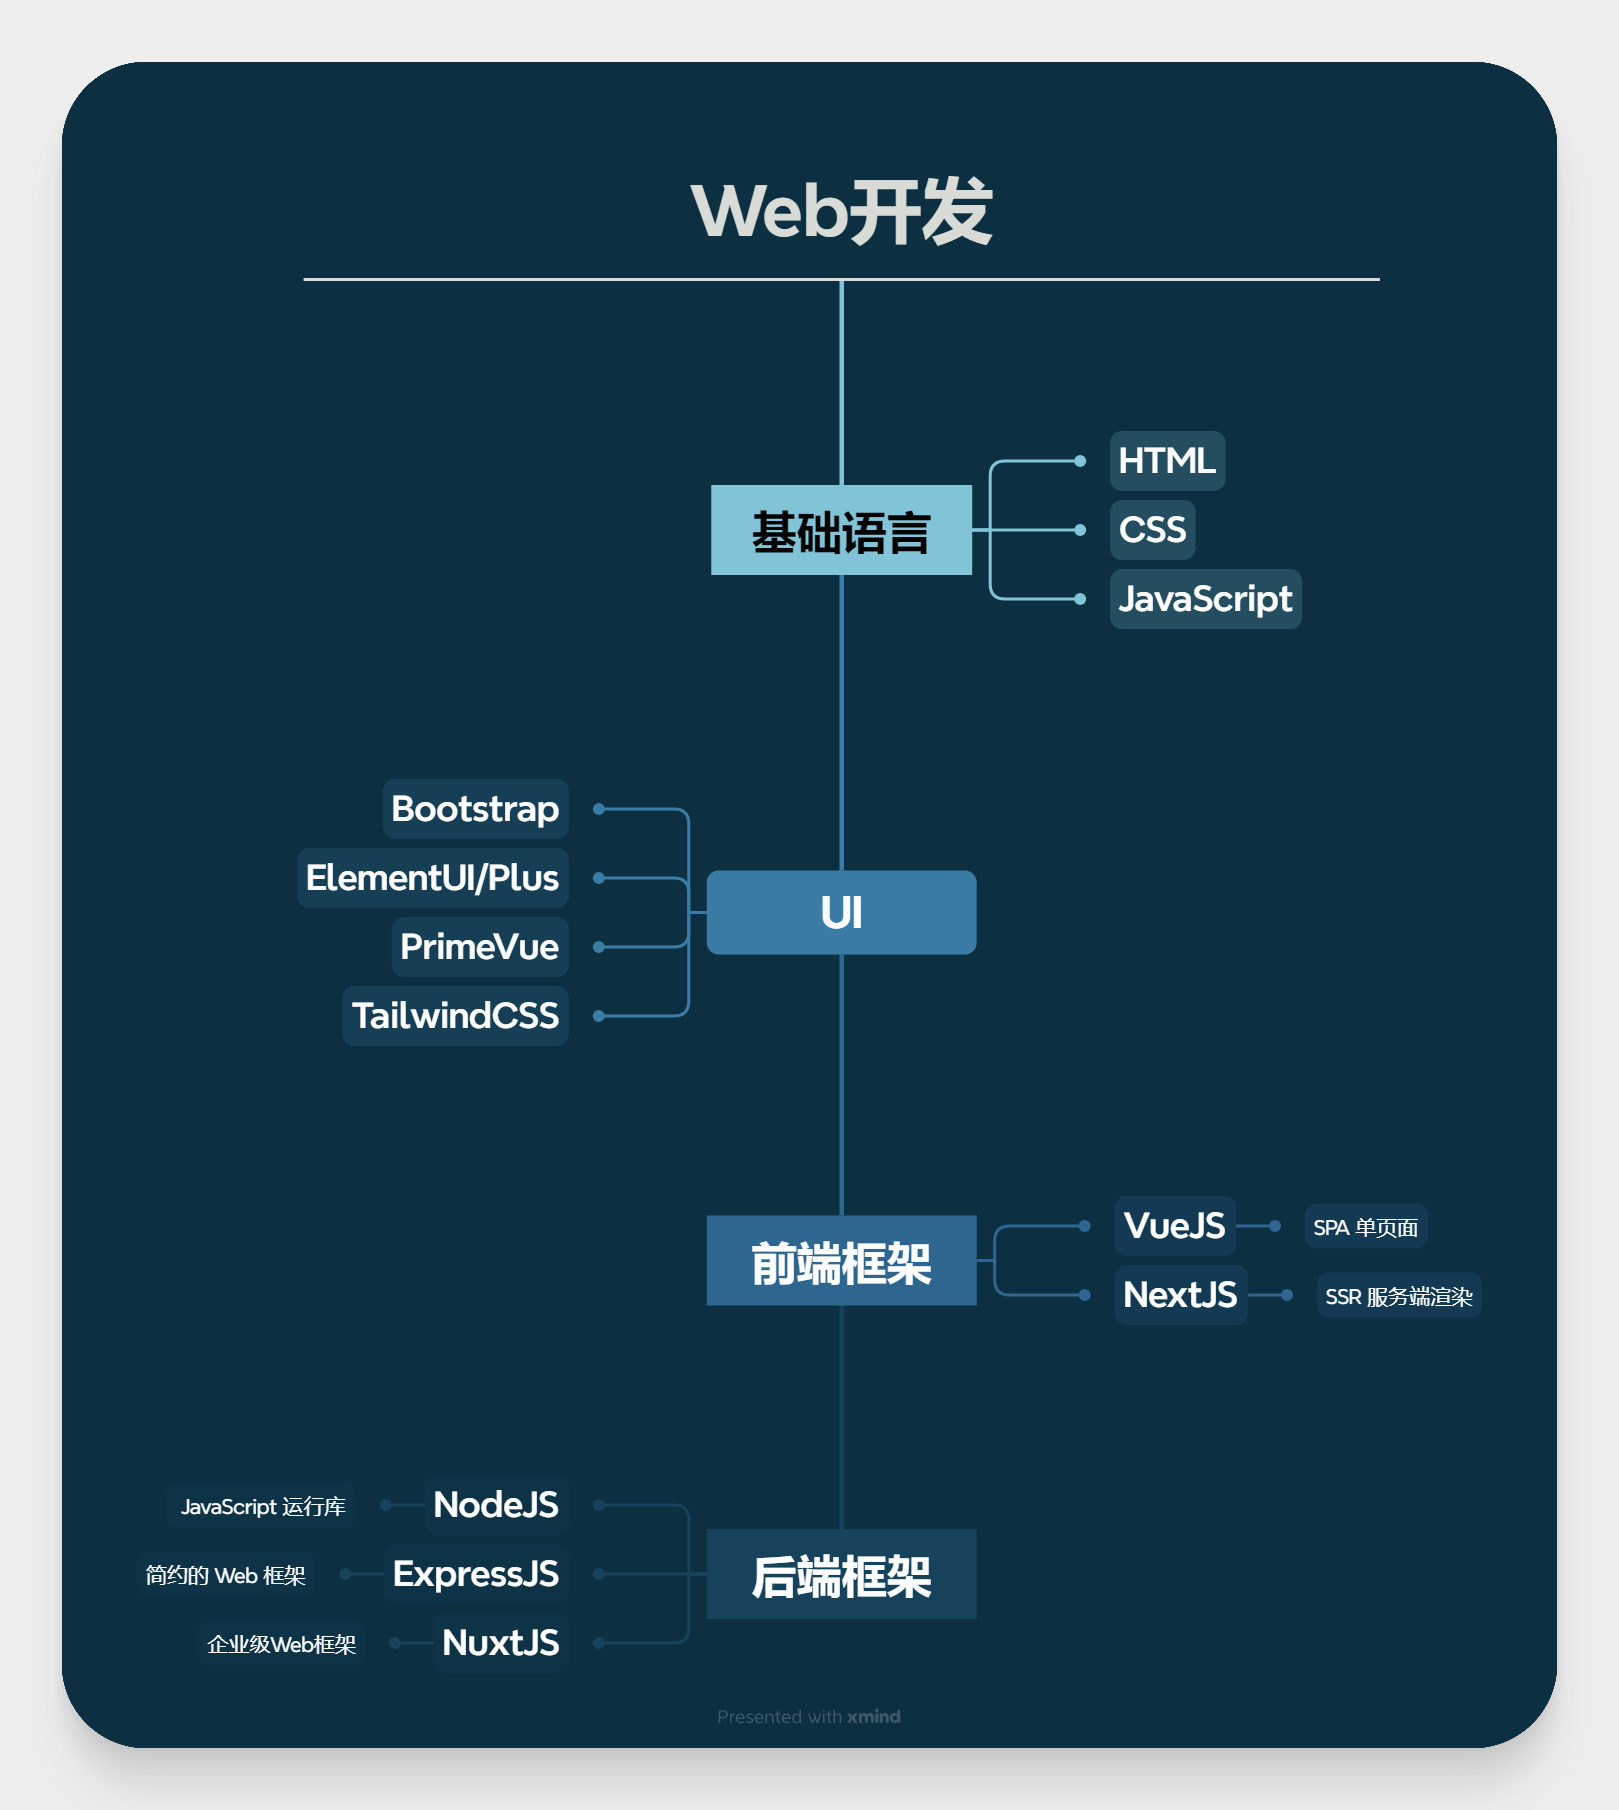 Web开发
基础语言
HTML
CSS
JavaScript
UI
Bootstrap
ElementUI/Plus
PrimeVue
TailwindCSS
前端框架
VueJS
SPA 单页面
NextJS
SSR 服务端渲染
后端框架
NodeJS
JavaScript 运行库
ExpressJS
简约的 Web 框架
NuxtJS
企业级Web框架
Presented with xmind